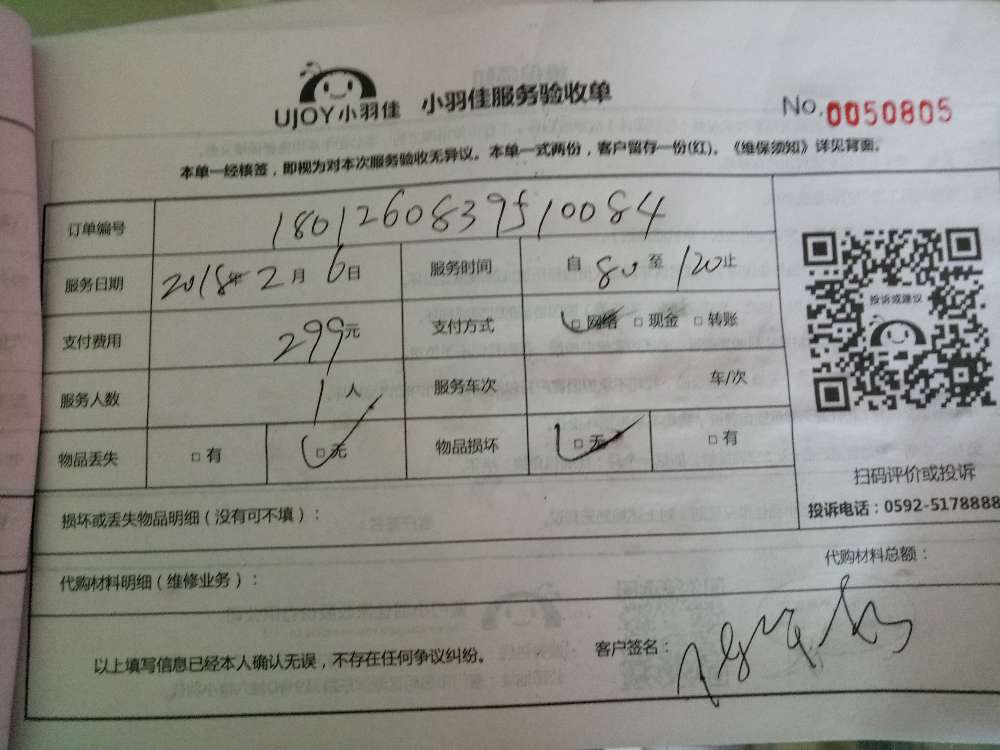 UJOY小羽佳 小羽佳服务验收单 No.0050805
本单一经核签，即视为对本次服务验收无异议。本单一式两份，客户留存一份(红)。《维保须知》详见背面。
订单编号 180126083951 0084
服务日期 2018年2月6日 服务时间 自80至120止
支付费用 299元 支付方式 □网络 □现金 □转账
服务人数 1人 服务车次 车/次
物品丢失 □有 □无 物品损坏 □无 □有
投诉或建议
扫码评价或投诉
投诉电话：0592-5178888
损坏或丢失物品明细（没有可不填）：
代购材料明细（维修业务）： 代购材料总额：
以上填写信息已经本人确认无误，不存在任何争议纠纷。 客户签名：